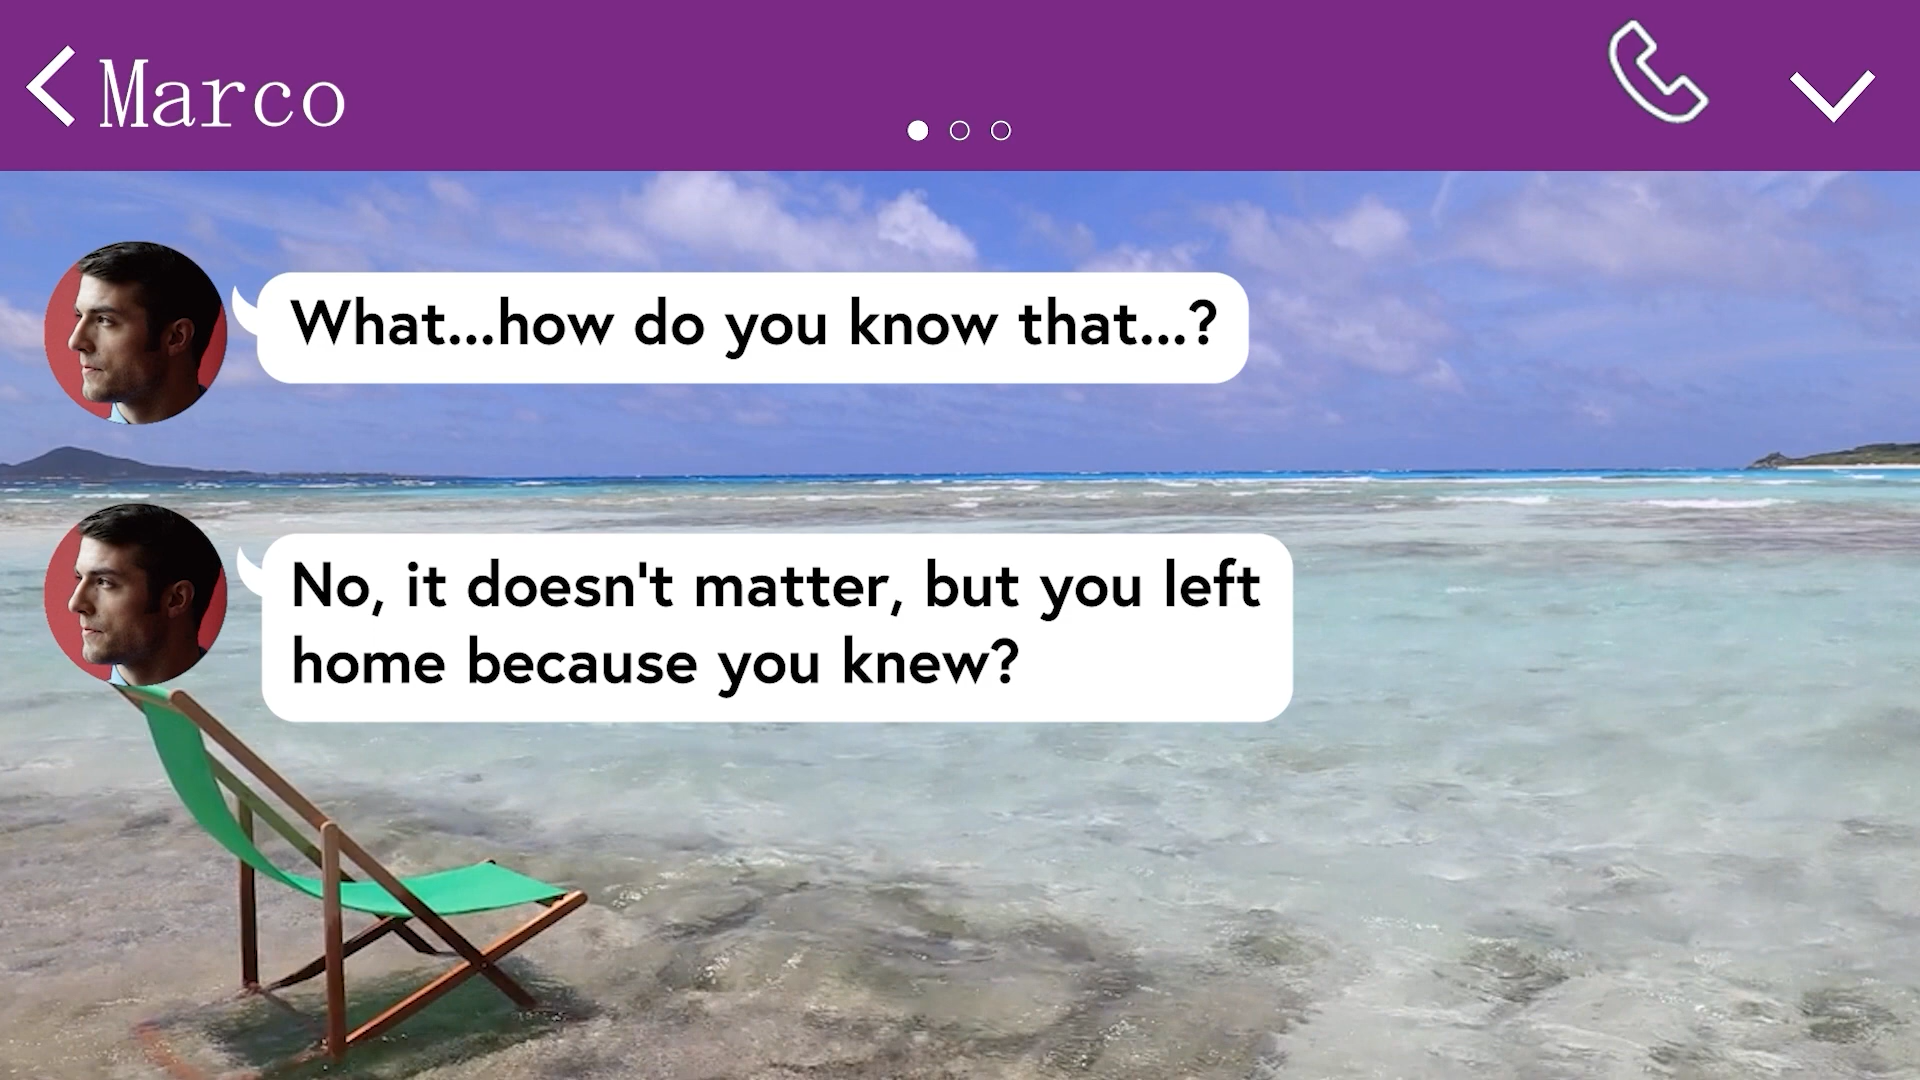 Marco
What...how do you know that...?
No, it doesn't matter, but you left
home because you knew?